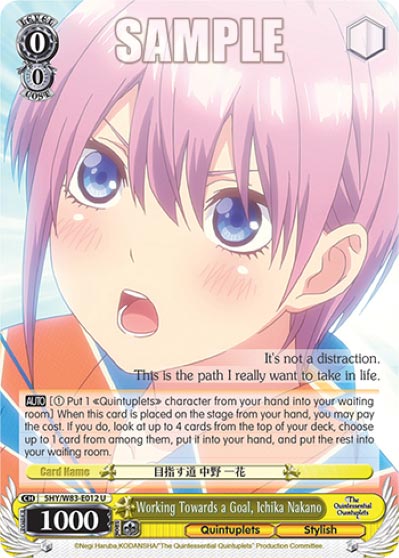 LEVEL
0
0
COST
SAMPLE
It's not a distraction.
This is the path I really want to take in life.
AUTO [① Put 1 «Quintuplets» character from your hand into your waiting
room] When this card is placed on the stage from your hand, you may pay
the cost. If you do, look at up to 4 cards from the top of your deck, choose
up to 1 card from among them, put it into your hand, and put the rest into
your waiting room.
Card Name 目指す道 中野 一花
CH 5HY/W83-E012 U
Working Towards a Goal, Ichika Nakano
The Quintessential Quintuplets
POWER 1000
Quintuplets Stylish
©Negi Haruba,KODANSHA/"The Quintessential Quintuplets" Production Committee